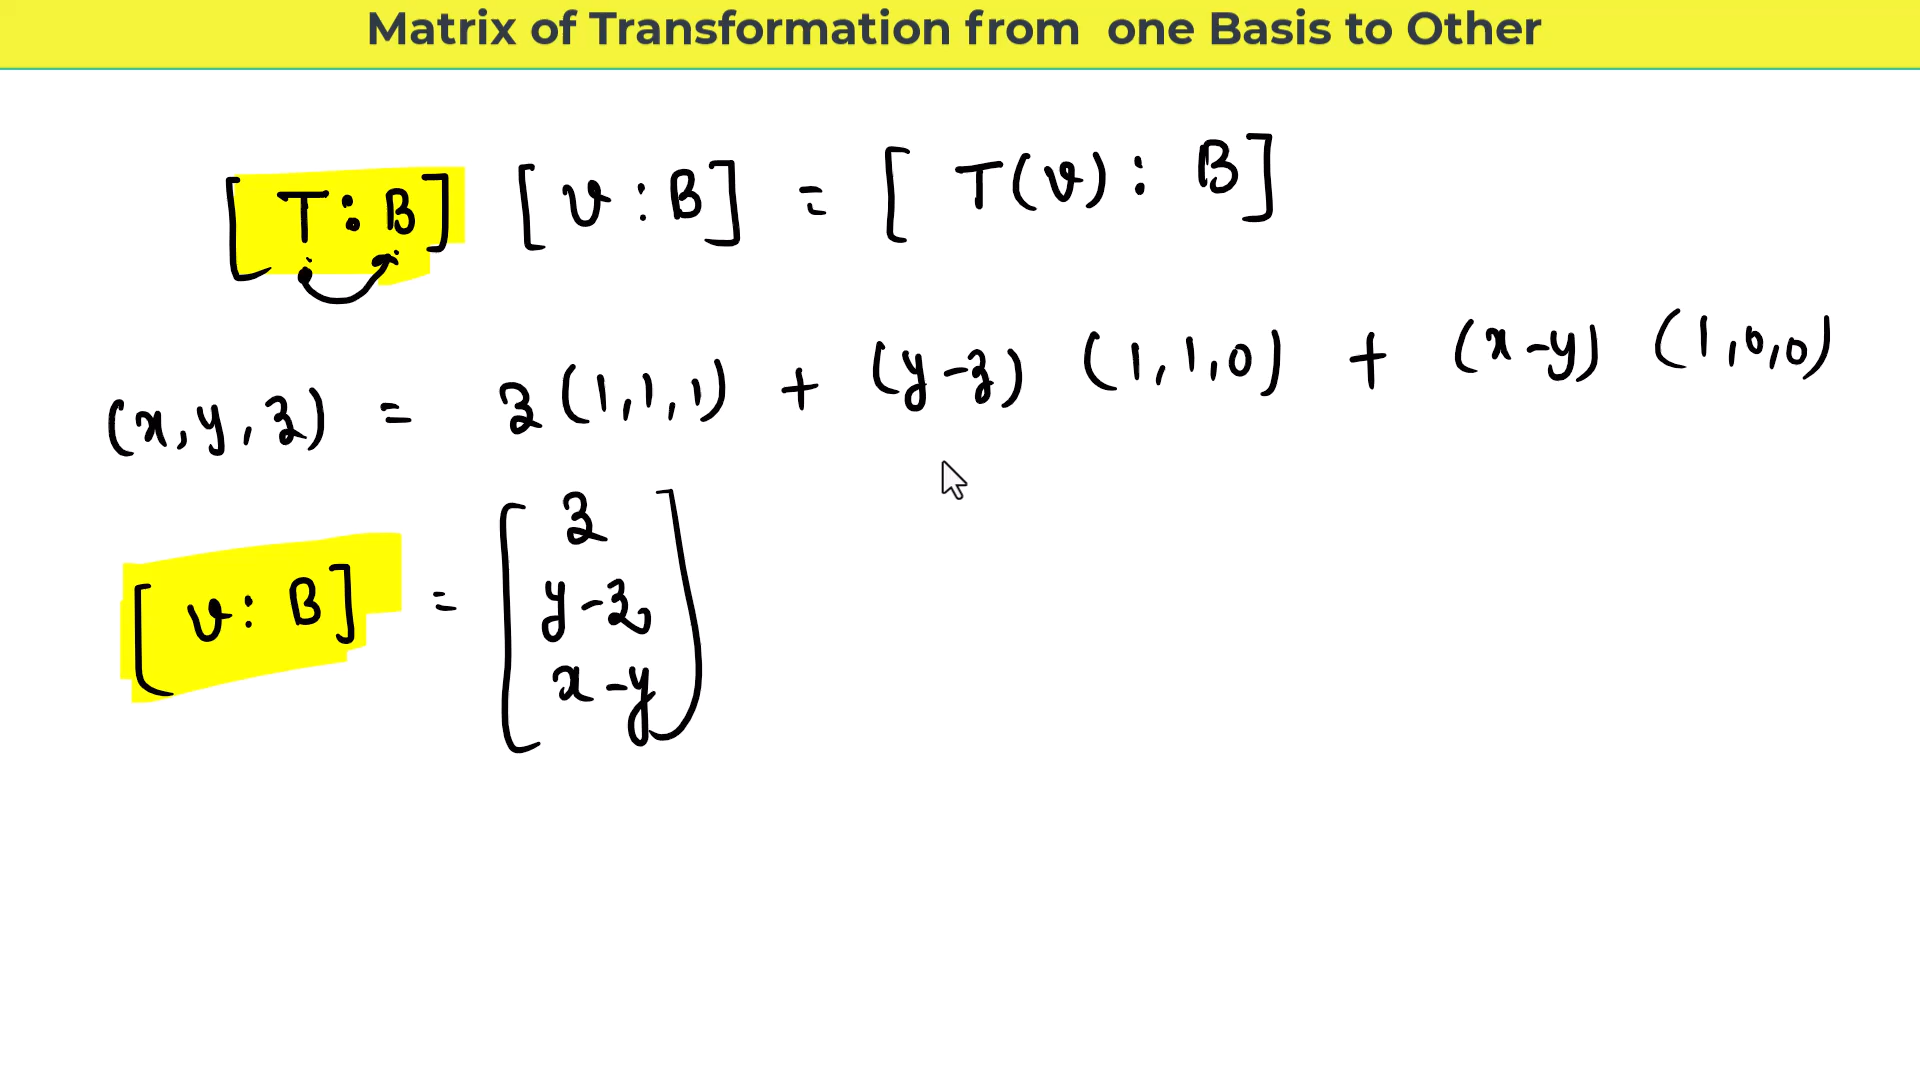 Matrix of Transformation from one Basis to Other
[T:B] [v:B] = [T(v): B]
(x,y,z) = z(1,1,1) + (y-z) (1,1,0) + (x-y) (1,0,0)
[v: B] = [z
y-z
x-y]